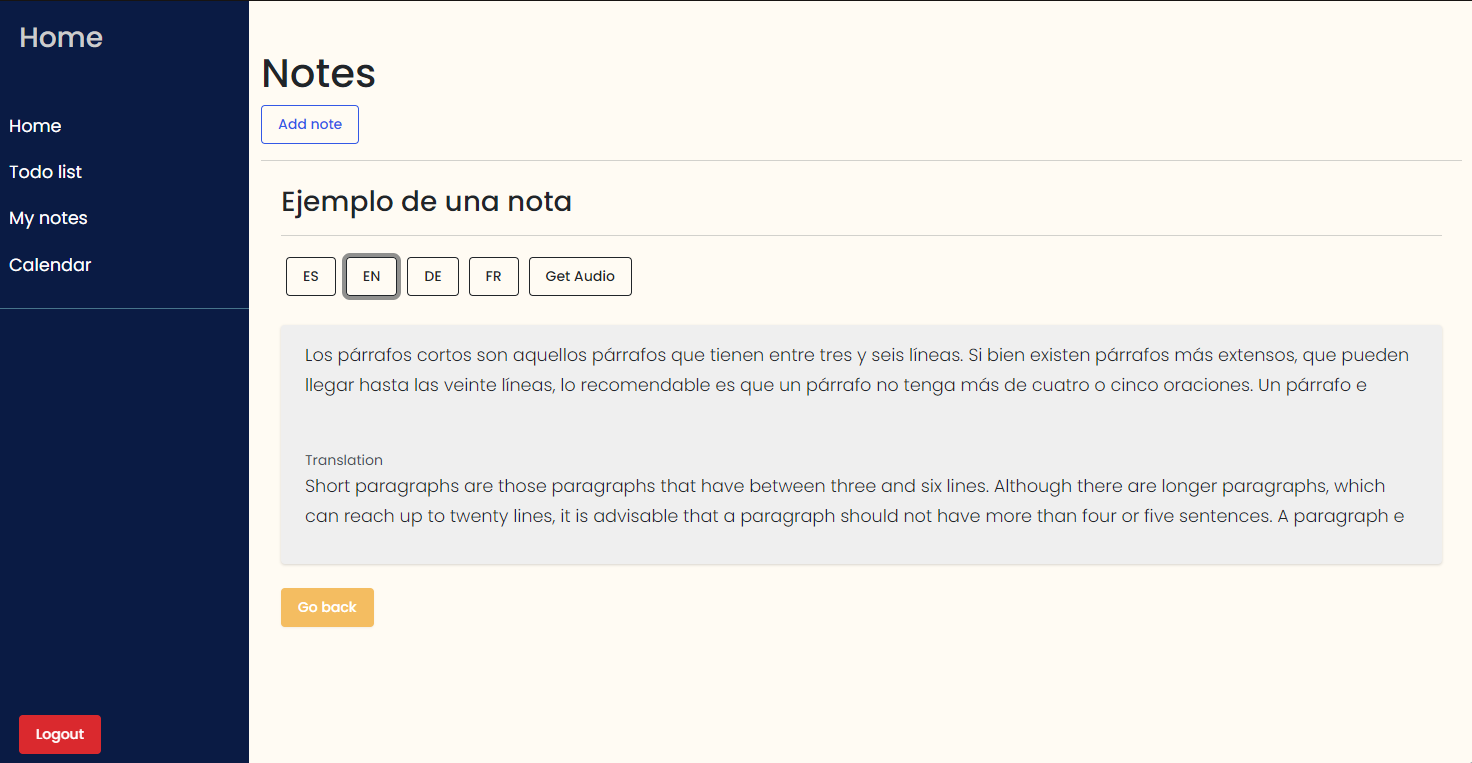 Home
Home
Todo list
My notes
Calendar
Logout
Notes
Add note
Ejemplo de una nota
ES EN DE FR Get Audio
Los párrafos cortos son aquellos párrafos que tienen entre tres y seis líneas. Si bien existen párrafos más extensos, que pueden
llegar hasta las veinte líneas, lo recomendable es que un párrafo no tenga más de cuatro o cinco oraciones. Un párrafo e
Translation
Short paragraphs are those paragraphs that have between three and six lines. Although there are longer paragraphs, which
can reach up to twenty lines, it is advisable that a paragraph should not have more than four or five sentences. A paragraph e
Go back